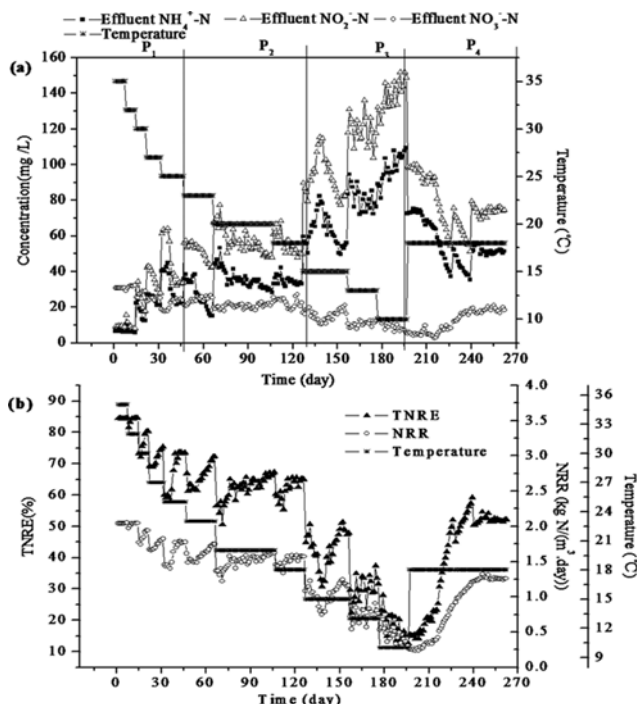 Effluent NH4+-N Effluent NO2--N Effluent NO3--N
Temperature
P1 P2 P3 P4
(a)
160
140
120
100
80
60
40
20
0
Concentration(mg /L)
35
30
25
20
15
10
Temperature (℃)
0 30 60 90 120 150 180 210 240 270
Time (day)
(b)
TNRE
NRR
Temperature
90
80
70
60
50
40
30
20
10
TNRE(%)
4.0
3.5
3.0
2.5
2.0
1.5
1.0
0.5
0.0
NRR (kg N/(m3.day))
36
33
30
27
24
21
18
15
12
9
Temperature (℃)
0 30 60 90 120 150 180 210 240 270
Time (day)